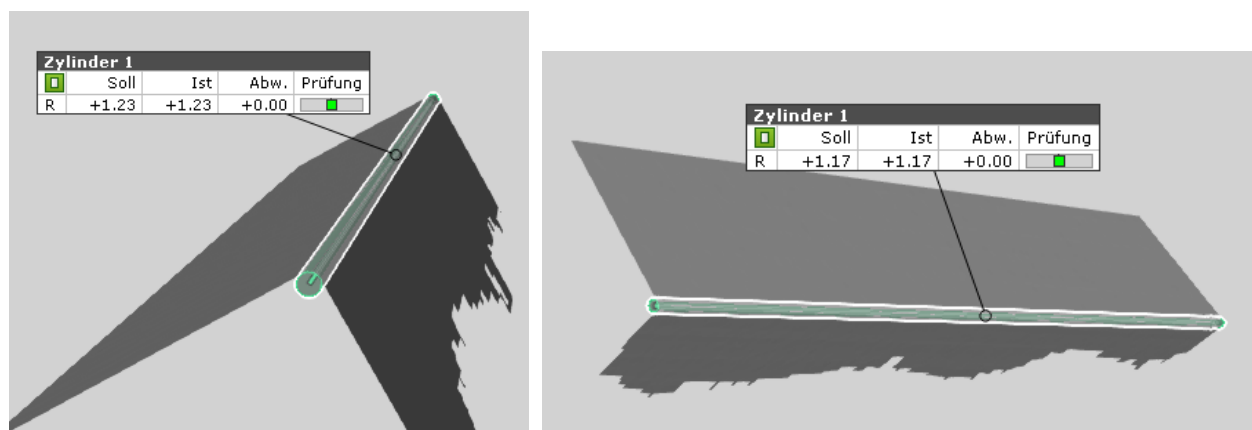 Zylinder 1
Soll Ist Abw. Prüfung
R +1.23 +1.23 +0.00
Zylinder 1
Soll Ist Abw. Prüfung
R +1.17 +1.17 +0.00